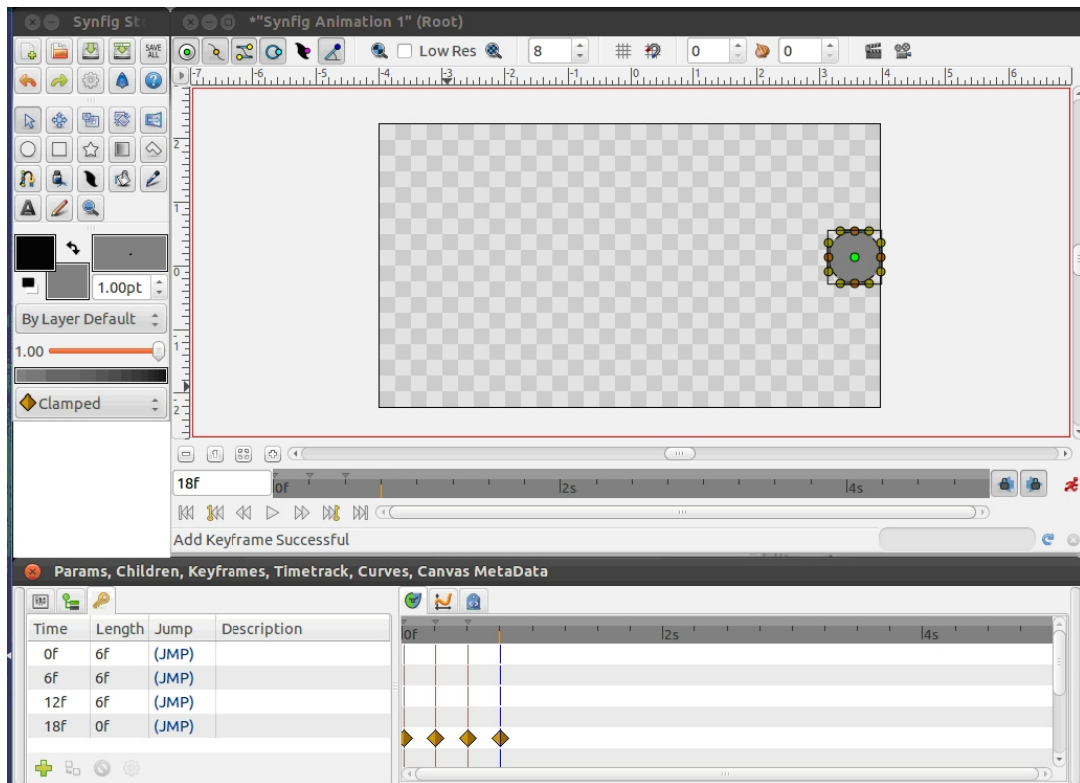 Synfig St
*"Synfig Animation 1" (Root)
SAVE
ALL
Low Res
8
0
0
-7 -6 -5 -4 -3 -2 -1 0 1 2 3 4 5 6
2
1
0
-1
-2
1.00pt
By Layer Default
1.00
Clamped
18f
0f 2s 4s
Add Keyframe Successful
Params, Children, Keyframes, Timetrack, Curves, Canvas MetaData
Time Length Jump Description
0f 6f (JMP)
6f 6f (JMP)
12f 6f (JMP)
18f 0f (JMP)
0f 2s 4s